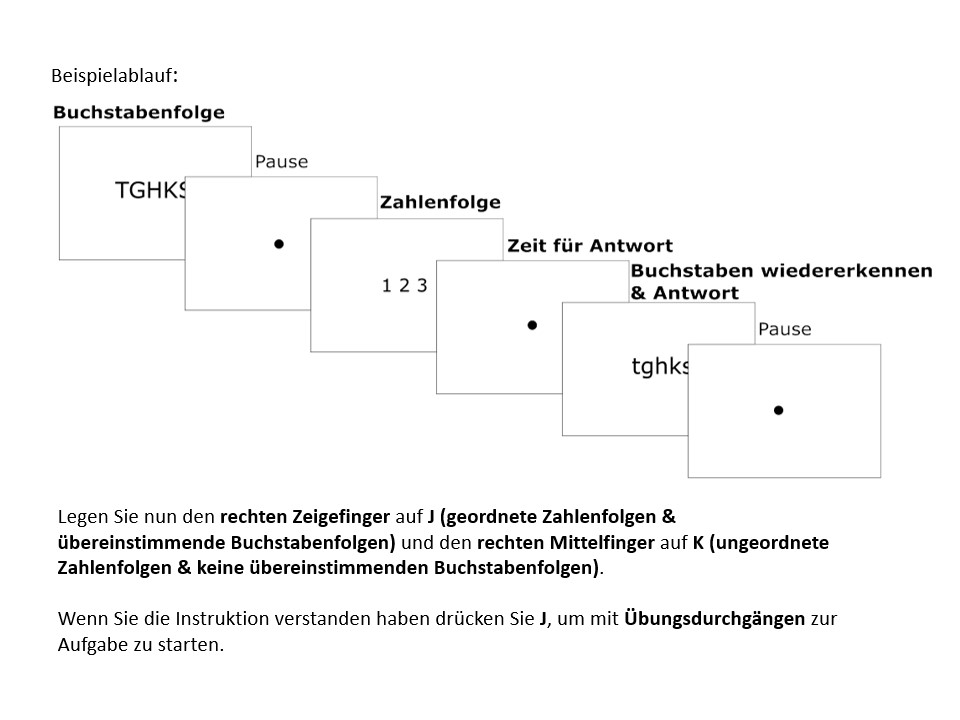 Beispielablauf:
Buchstabenfolge
TGHKS
Pause
Zahlenfolge
1 2 3
Zeit für Antwort
Buchstaben wiedererkennen
& Antwort
tghks
Pause
Legen Sie nun den rechten Zeigefinger auf J (geordnete Zahlenfolgen &
übereinstimmende Buchstabenfolgen) und den rechten Mittelfinger auf K (ungeordnete
Zahlenfolgen & keine übereinstimmenden Buchstabenfolgen).
Wenn Sie die Instruktion verstanden haben drücken Sie J, um mit Übungsdurchgängen zur
Aufgabe zu starten.